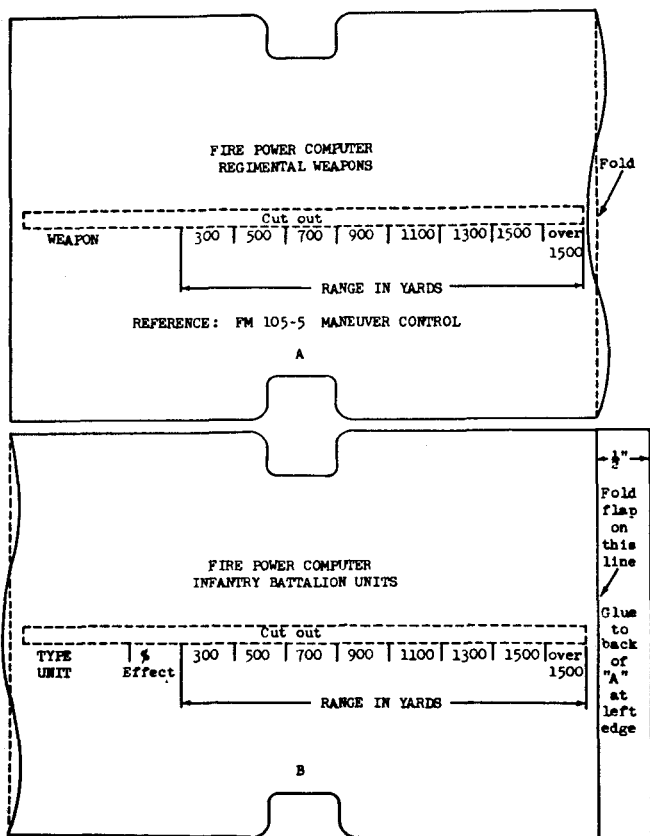 FIRE POWER COMPUTER
REGIMENTAL WEAPONS
Fold
Cut out
WEAPON 300 500 700 900 1100 1300 1500 over
1500
RANGE IN YARDS
REFERENCE: FM 105-5 MANEUVER CONTROL
A
½"
Fold
flap
on
this
line
FIRE POWER COMPUTER
INFANTRY BATTALION UNITS
Cut out
TYPE % 300 500 700 900 1100 1300 1500 over
UNIT Effect 1500
RANGE IN YARDS
Glue
to
back
of
"A"
at
left
edge
B